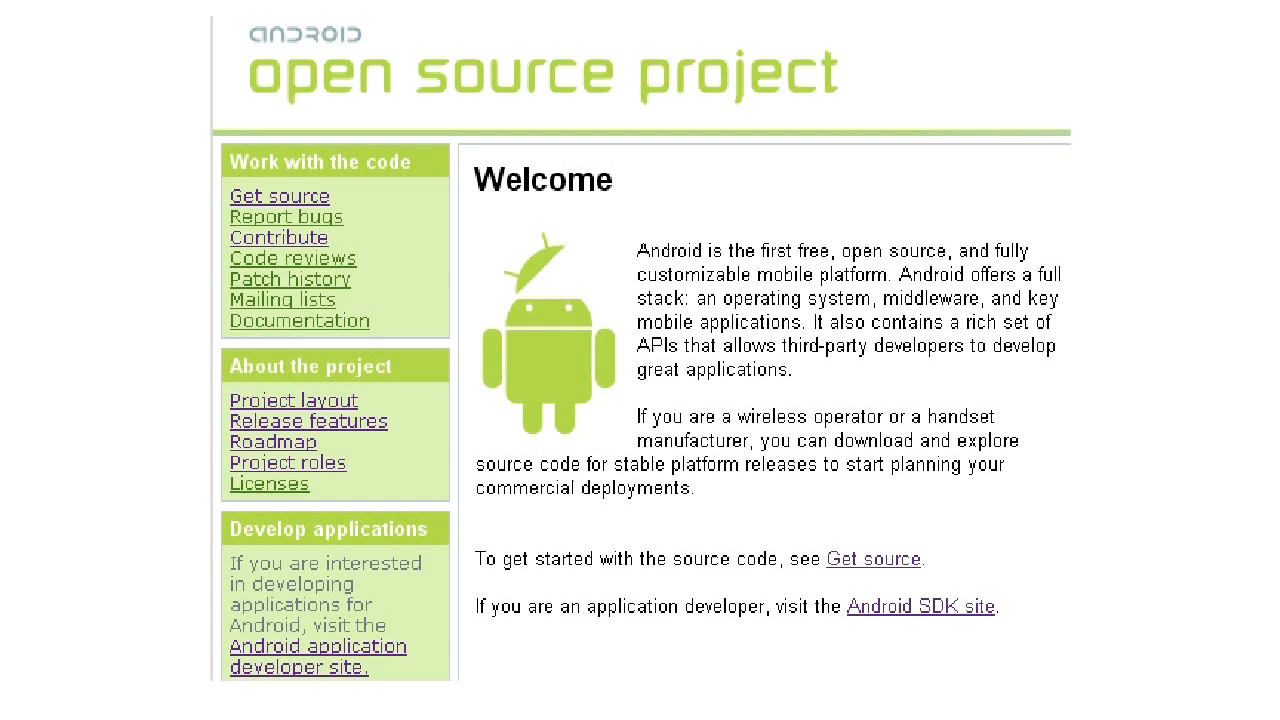 ANDROID
open source project
Work with the code
Get source
Report bugs
Contribute
Code reviews
Patch history
Mailing lists
Documentation
About the project
Project layout
Release features
Roadmap
Project roles
Licenses
Develop applications
If you are interested
in developing
applications for
Android, visit the
Android application
developer site.
Welcome
Android is the first free, open source, and fully
customizable mobile platform. Android offers a full
stack: an operating system, middleware, and key
mobile applications. It also contains a rich set of
APIs that allows third-party developers to develop
great applications.
If you are a wireless operator or a handset
manufacturer, you can download and explore
source code for stable platform releases to start planning your
commercial deployments.
To get started with the source code, see Get source.
If you are an application developer, visit the Android SDK site.